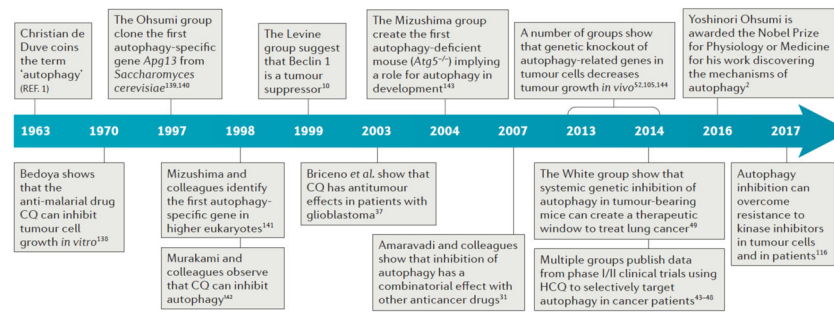 Christian de
Duve coins
the term
‘autophagy’
(REF. 1)
The Ohsumi group
clone the first
autophagy-specific
gene Apg13 from
Saccharomyces
cerevisiae139,140
The Levine
group suggest
that Beclin 1
is a tumour
suppressor10
The Mizushima group
create the first
autophagy-deficient
mouse (Atg5−/−) implying
a role for autophagy in
development143
A number of groups show
that genetic knockout of
autophagy-related genes in
tumour cells decreases
tumour growth in vivo52,105,144
Yoshinori Ohsumi is
awarded the Nobel Prize
for Physiology or Medicine
for his work discovering
the mechanisms of
autophagy2
1963 1970 1997 1998 1999 2003 2004 2007 2013 2014 2016 2017
Bedoya shows
that the
anti-malarial drug
CQ can inhibit
tumour cell
growth in vitro138
Mizushima and
colleagues identify
the first autophagy-
specific gene in
higher eukaryotes141
Murakami and
colleagues observe
that CQ can inhibit
autophagy142
Briceno et al. show that
CQ has antitumour
effects in patients with
glioblastoma37
Amaravadi and colleagues
show that inhibition of
autophagy has a
combinatorial effect with
other anticancer drugs31
The White group show that
systemic genetic inhibition of
autophagy in tumour-bearing
mice can create a therapeutic
window to treat lung cancer49
Multiple groups publish data
from phase I/II clinical trials using
HCQ to selectively target
autophagy in cancer patients43–48
Autophagy
inhibition can
overcome
resistance to
kinase inhibitors
in tumour cells
and in patients116